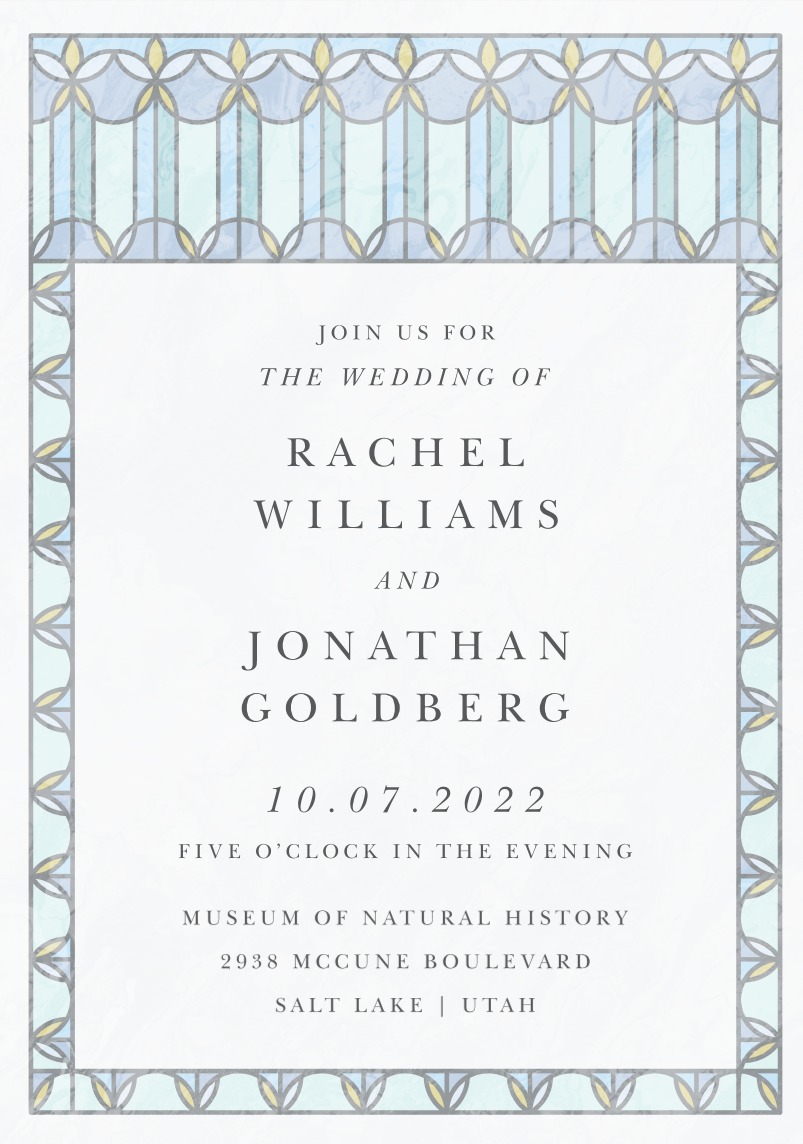 JOIN US FOR
THE WEDDING OF
RACHEL
WILLIAMS
AND
JONATHAN
GOLDBERG
10.07.2022
FIVE O’CLOCK IN THE EVENING
MUSEUM OF NATURAL HISTORY
2938 MCCUNE BOULEVARD
SALT LAKE | UTAH